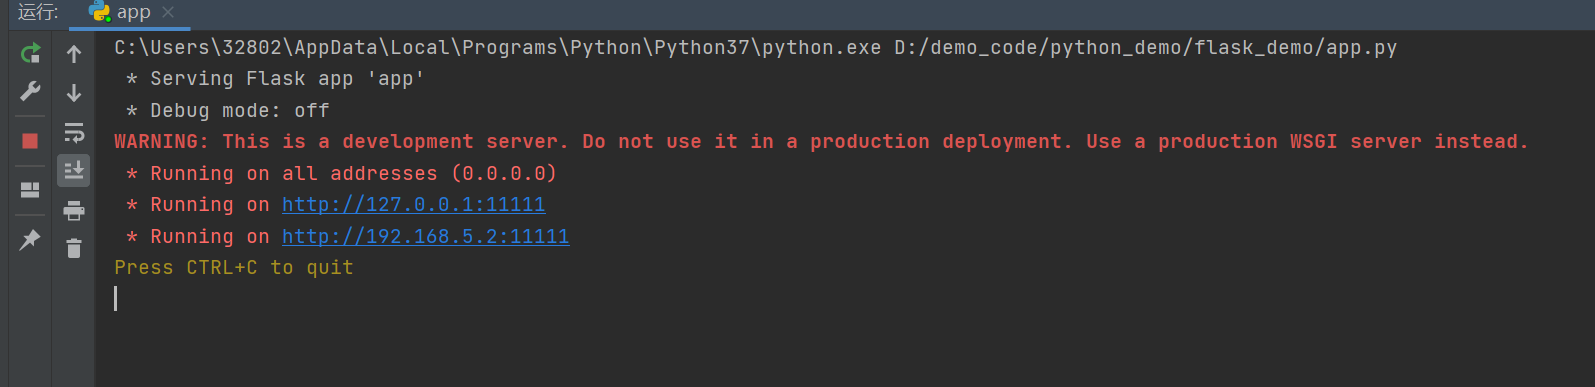 运行: app
C:\Users\32802\AppData\Local\Programs\Python\Python37\python.exe D:/demo_code/python_demo/flask_demo/app.py
 * Serving Flask app 'app'
 * Debug mode: off
WARNING: This is a development server. Do not use it in a production deployment. Use a production WSGI server instead.
 * Running on all addresses (0.0.0.0)
 * Running on http://127.0.0.1:11111
 * Running on http://192.168.5.2:11111
Press CTRL+C to quit